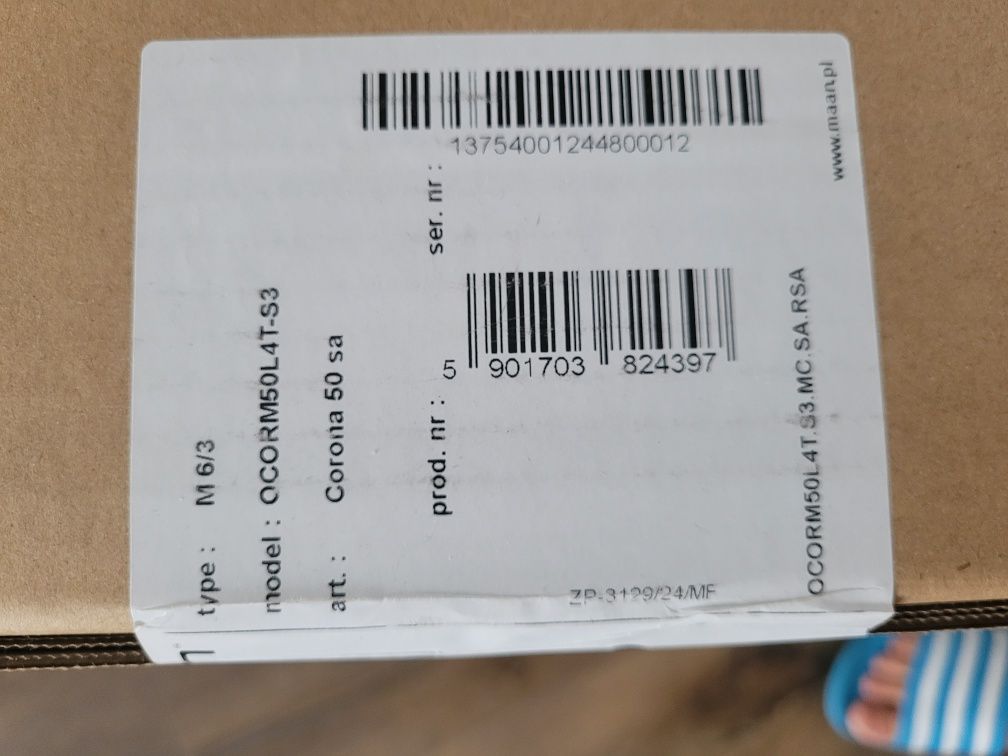 type : M 6/3
model : OCORM50L4T-S3
art. : Corona 50 sa
prod. nr :
5 901703 824397
ser. nr :
13754001244800012
ZP-3129/24/MF
OCORM50L4T.S3.MC.SA.RSA
www.maan.pl